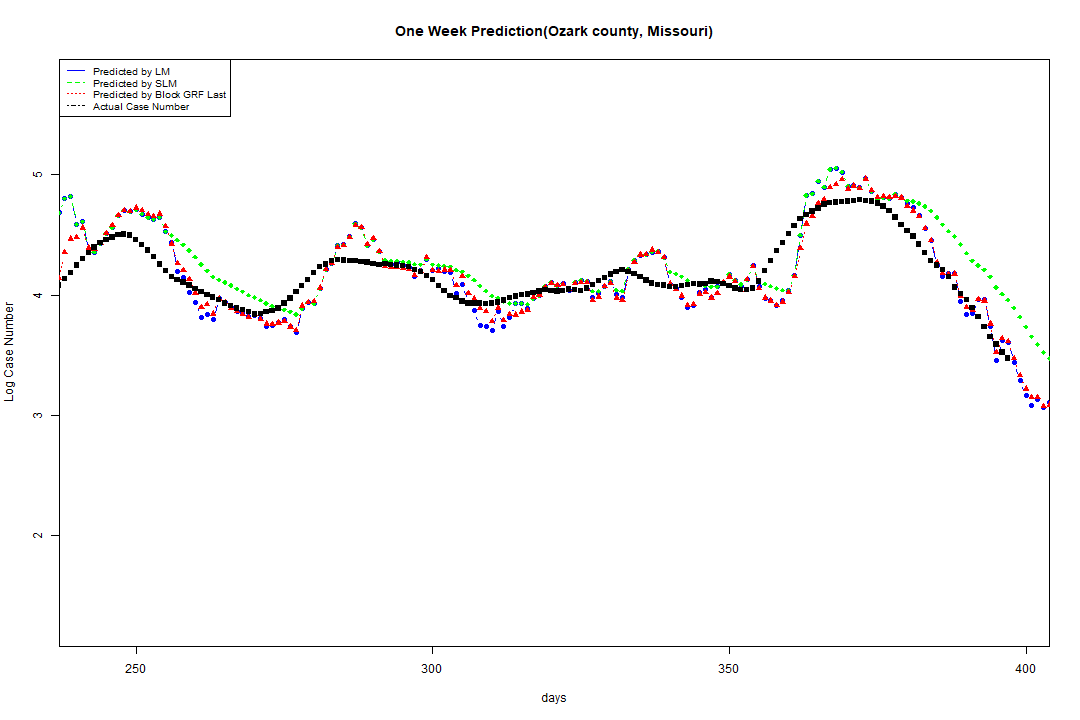 One Week Prediction(Ozark county, Missouri)
Predicted by LM
Predicted by SLM
Predicted by Block GRF Last
Actual Case Number
5
4
3
2
Log Case Number
250 300 350 400
days